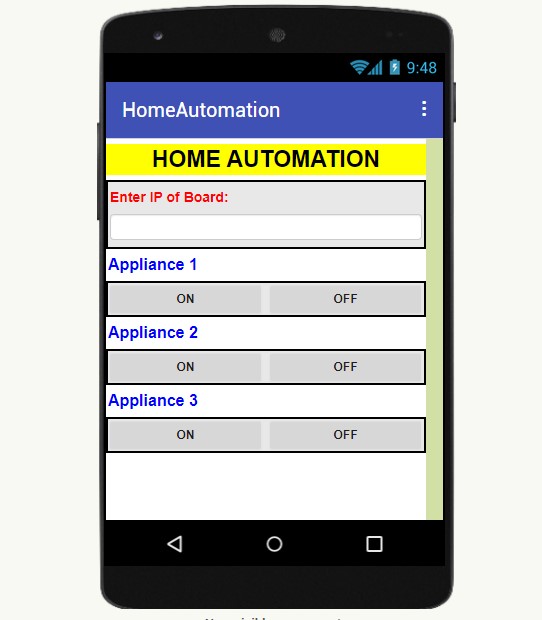 9:48
HomeAutomation
HOME AUTOMATION
Enter IP of Board:
Appliance 1
ON OFF
Appliance 2
ON OFF
Appliance 3
ON OFF